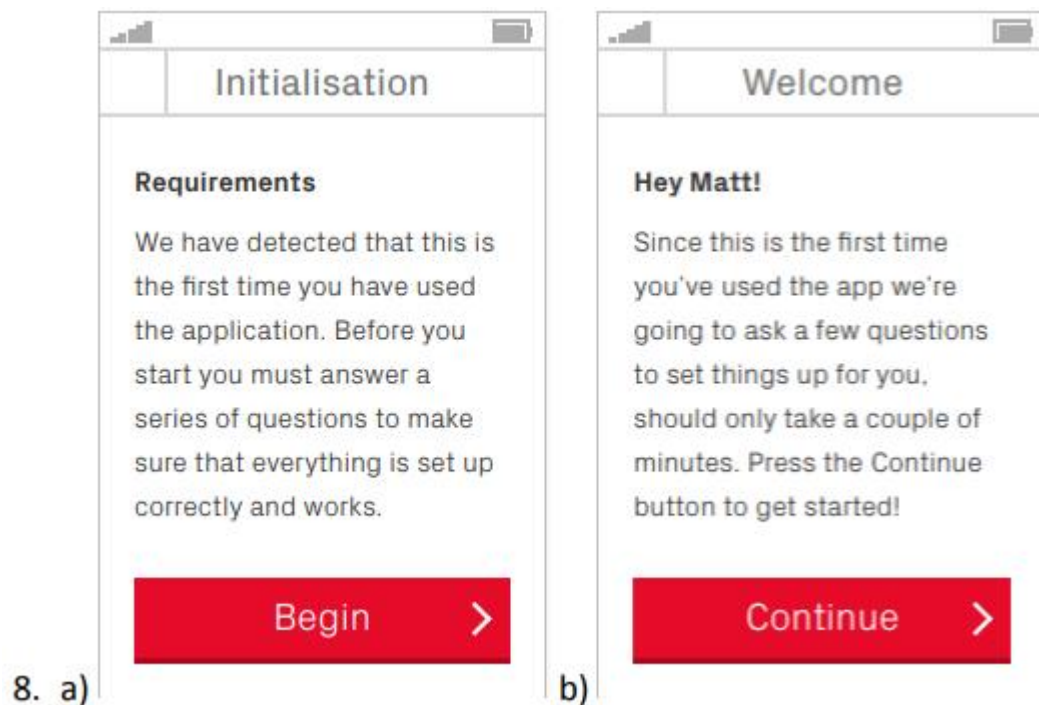 Initialisation
Requirements
We have detected that this is
the first time you have used
the application. Before you
start you must answer a
series of questions to make
sure that everything is set up
correctly and works.
Begin
8. a)
Welcome
Hey Matt!
Since this is the first time
you've used the app we're
going to ask a few questions
to set things up for you,
should only take a couple of
minutes. Press the Continue
button to get started!
Continue
b)